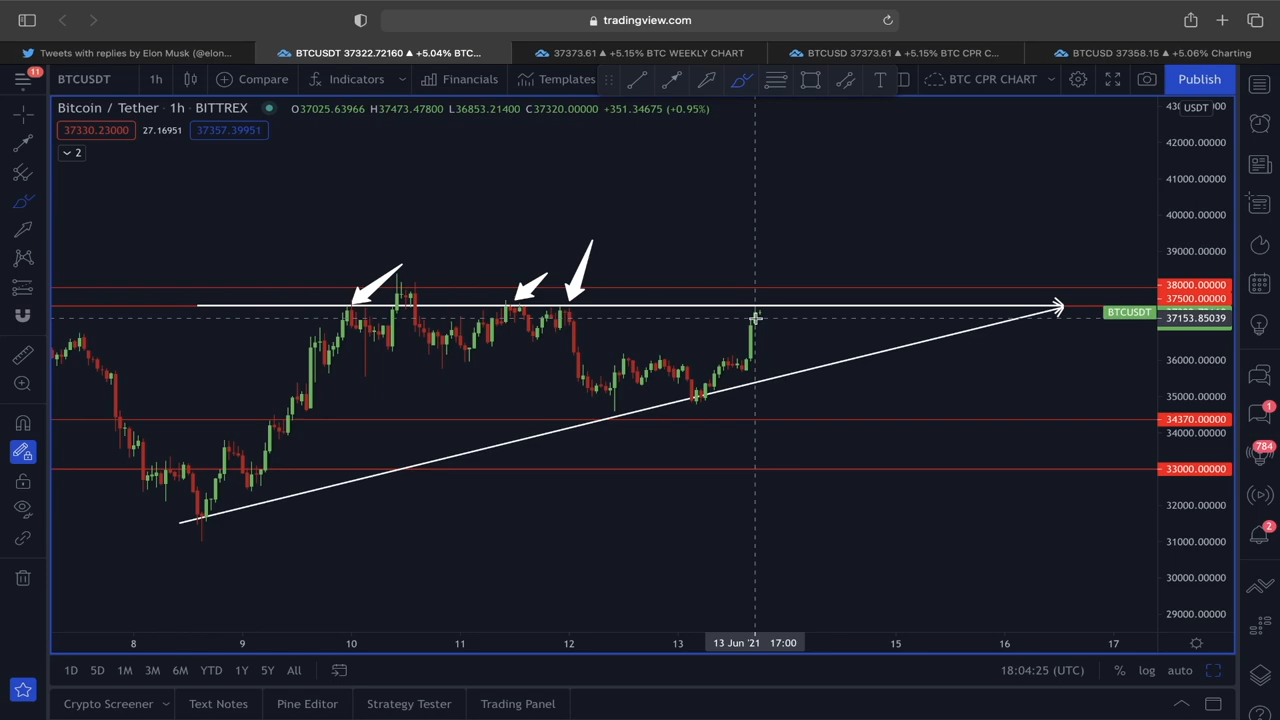 tradingview.com
Tweets with replies by Elon Musk (@elon...
BTCUSDT 37322.72160 ▲ +5.04% BTC...
37373.61 ▲ +5.15% BTC WEEKLY CHART
BTCUSD 37373.61 ▲ +5.15% BTC CPR C...
BTCUSD 37358.15 ▲ +5.06% Charting
11
BTCUSDT
1h
Compare
Indicators
Financials
Templates
BTC CPR CHART
Publish
Bitcoin / Tether · 1h · BITTREX
O37025.63966 H37473.47800 L36853.21400 C37320.00000 +351.34675 (+0.95%)
37330.23000
27.16951
37357.39951
2
USDT
42000.00000
41000.00000
40000.00000
39000.00000
38000.00000
37500.00000
BTCUSDT
37153.85039
36000.00000
35000.00000
34370.00000
34000.00000
33000.00000
32000.00000
31000.00000
30000.00000
29000.00000
1
784
2
8
9
10
11
12
13
13 Jun '21 17:00
15
16
17
1D
5D
1M
3M
6M
YTD
1Y
5Y
All
18:04:25 (UTC)
%
log
auto
Crypto Screener
Text Notes
Pine Editor
Strategy Tester
Trading Panel